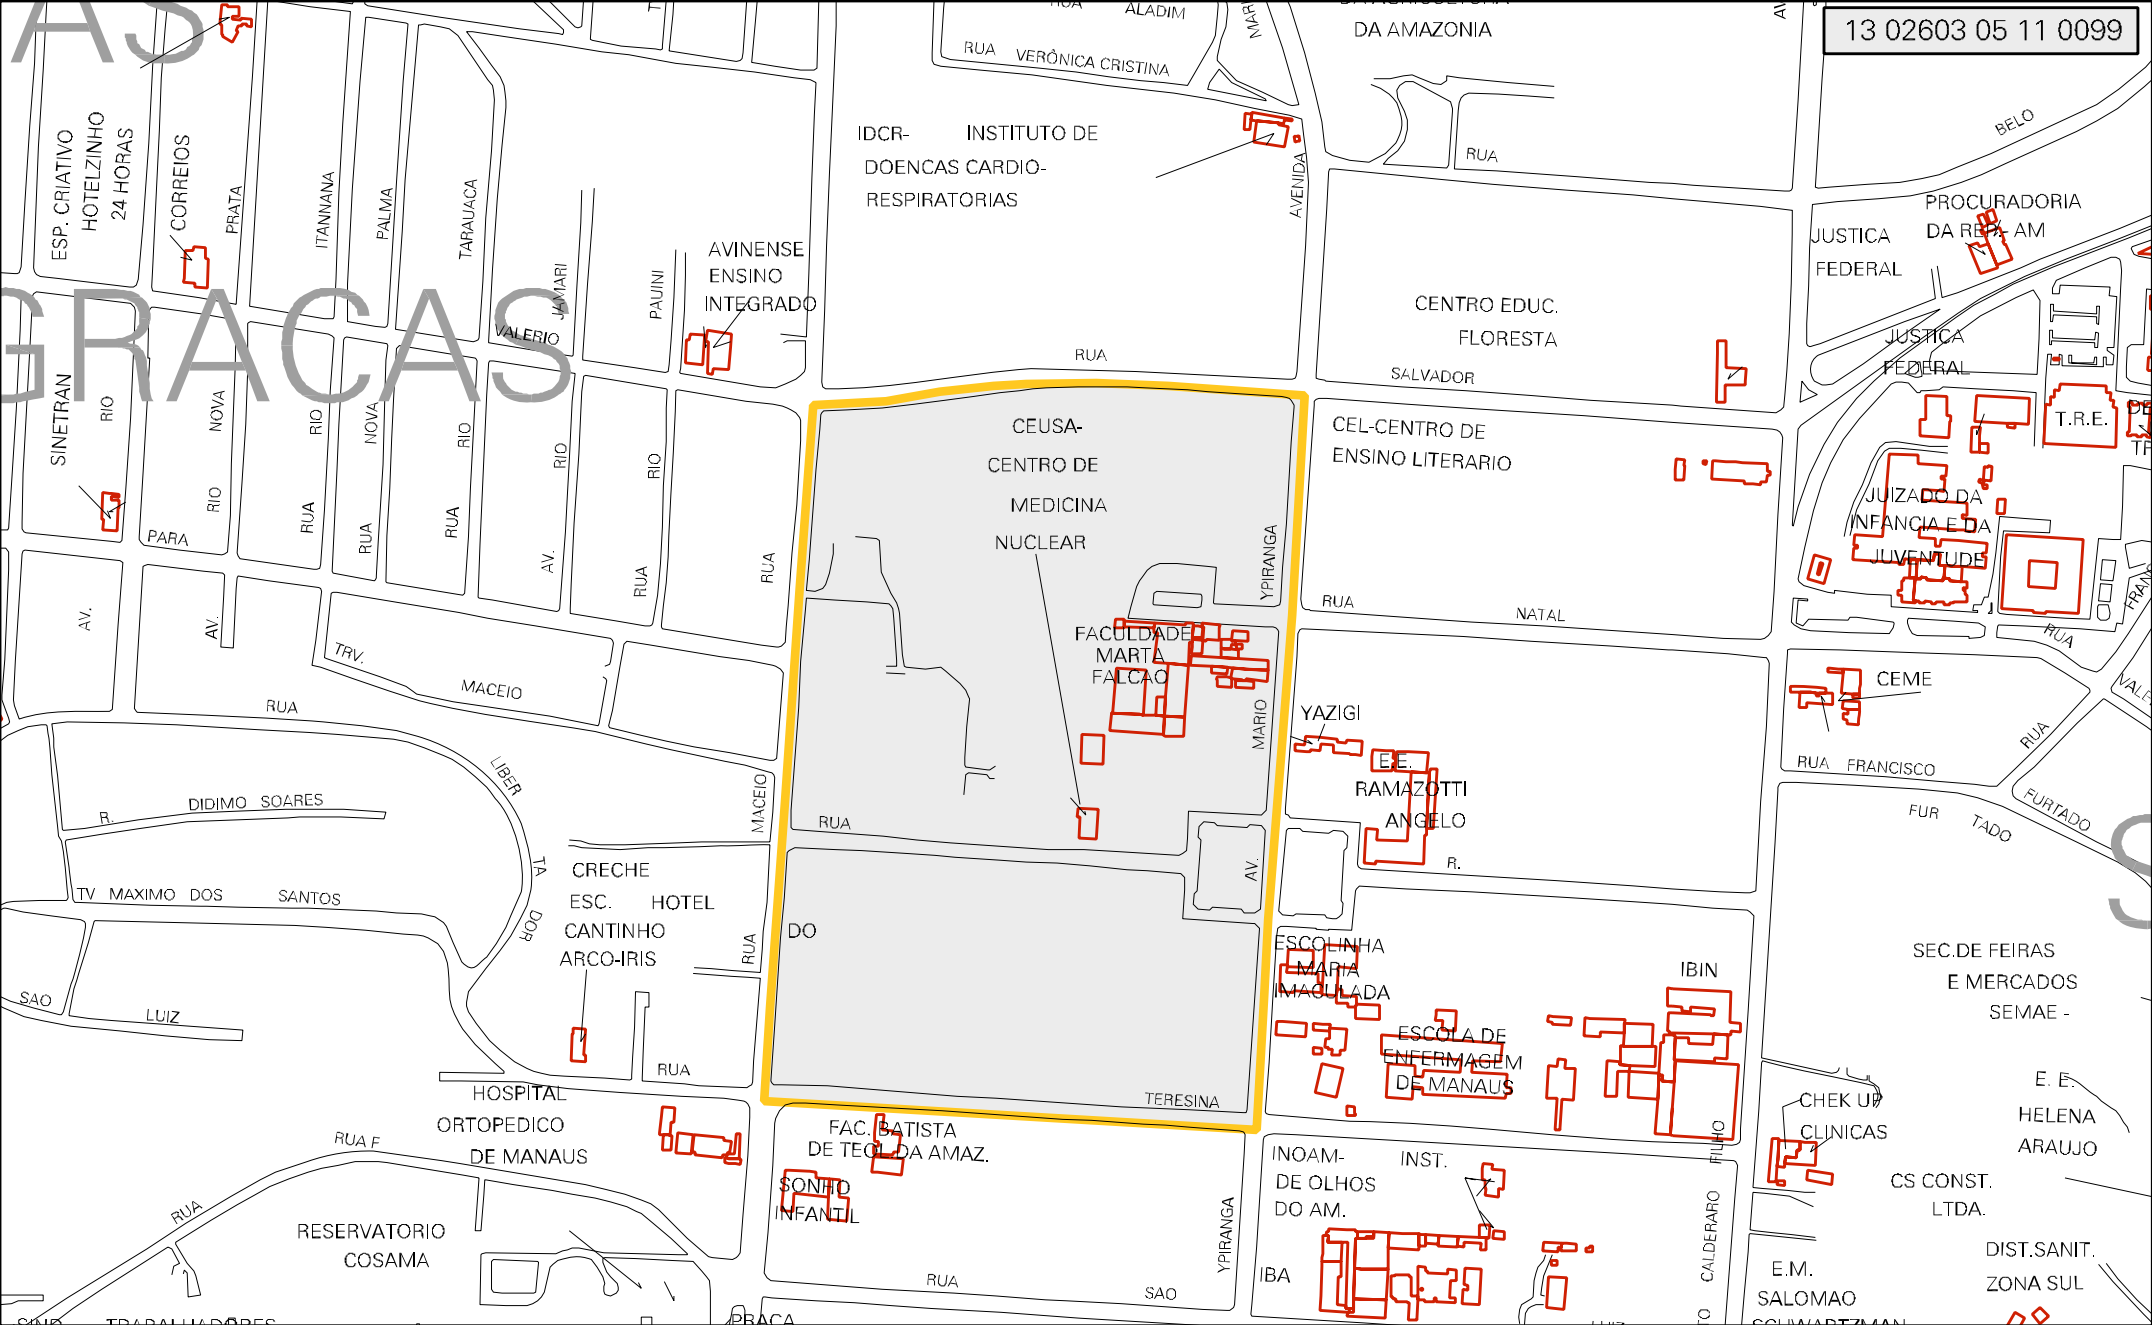 13 02603 05 11 0099
AS
GRACAS
S
RUA
ALADIM
DA AMAZONIA
RUA VERÔNICA CRISTINA
BELO
ESP. CRIATIVO
HOTELZINHO
24 HORAS
CORREIOS
PRATA
ITANNANA
PALMA
TARAUACA
JAMARI
PAUINI
VALERIO
IDCR- INSTITUTO DE
DOENCAS CARDIO-
RESPIRATORIAS
AVENIDA
RUA
PROCURADORIA
DA REP.- AM
JUSTICA
FEDERAL
AVINENSE
ENSINO
INTEGRADO
CENTRO EDUC.
FLORESTA
RUA
SALVADOR
JUSTICA
FEDERAL
T.R.E.
SINETRAN
RIO
NOVA
RIO
RIO
NOVA
RUA
RUA
RIO
RUA
RIO
AV.
RIO
RUA
RUA
PARA
CEUSA-
CENTRO DE
MEDICINA
NUCLEAR
CEL-CENTRO DE
ENSINO LITERARIO
JUIZADO DA
INFANCIA E DA
JUVENTUDE
YPIRANGA
RUA
NATAL
AV.
AV.
TRV.
MACEIO
RUA
FACULDADE
MARTA
FALCAO
MARIO
YAZIGI
CEME
RUA
RUA
RUA FRANCISCO
FURTADO
FUR
TADO
E.E.
RAMAZOTTI
ANGELO
R.
LIBER
TA
DOR
R.
DIDIMO SOARES
MACEIO
RUA
AV.
TV MAXIMO DOS SANTOS
CRECHE
ESC. HOTEL
CANTINHO
ARCO-IRIS
RUA
DO
ESCOLINHA
MARIA
IMACULADA
IBIN
SEC.DE FEIRAS
E MERCADOS
SEMAE -
SAO
LUIZ
RUA
TERESINA
ESCOLA DE
ENFERMAGEM
DE MANAUS
HOSPITAL
ORTOPEDICO
DE MANAUS
RUA F
RUA
FAC. BATISTA
DE TEOL.DA AMAZ.
SONHO
INFANTIL
INOAM- INST.
DE OLHOS
DO AM.
FILHO
CHEK UP
CLINICAS
E. E.
HELENA
ARAUJO
CS CONST.
LTDA.
RESERVATORIO
COSAMA
YPIRANGA
IBA
CALDERARO
DIST.SANIT.
ZONA SUL
E.M.
SALOMAO
SCHWARTZMAN
RUA
SAO
PRACA
TRABALHADORES